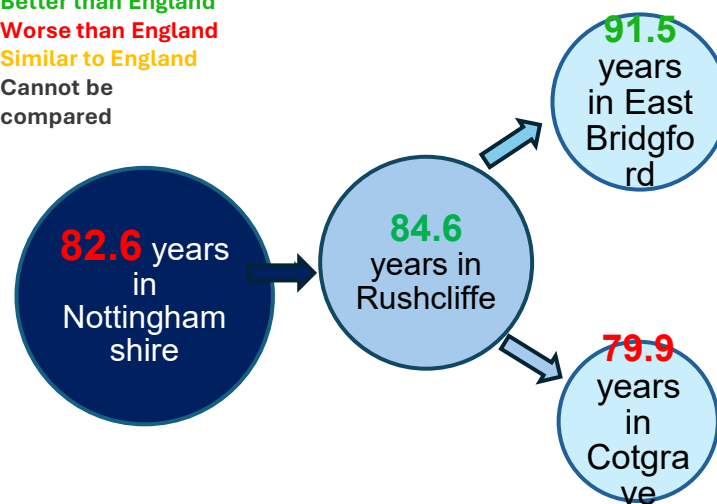 Better than England
Worse than England
Similar to England
Cannot be
compared
82.6 years
in
Nottingham
shire
84.6
years in
Rushcliffe
91.5
years
in East
Bridgfo
rd
79.9
years
in
Cotgra
ve